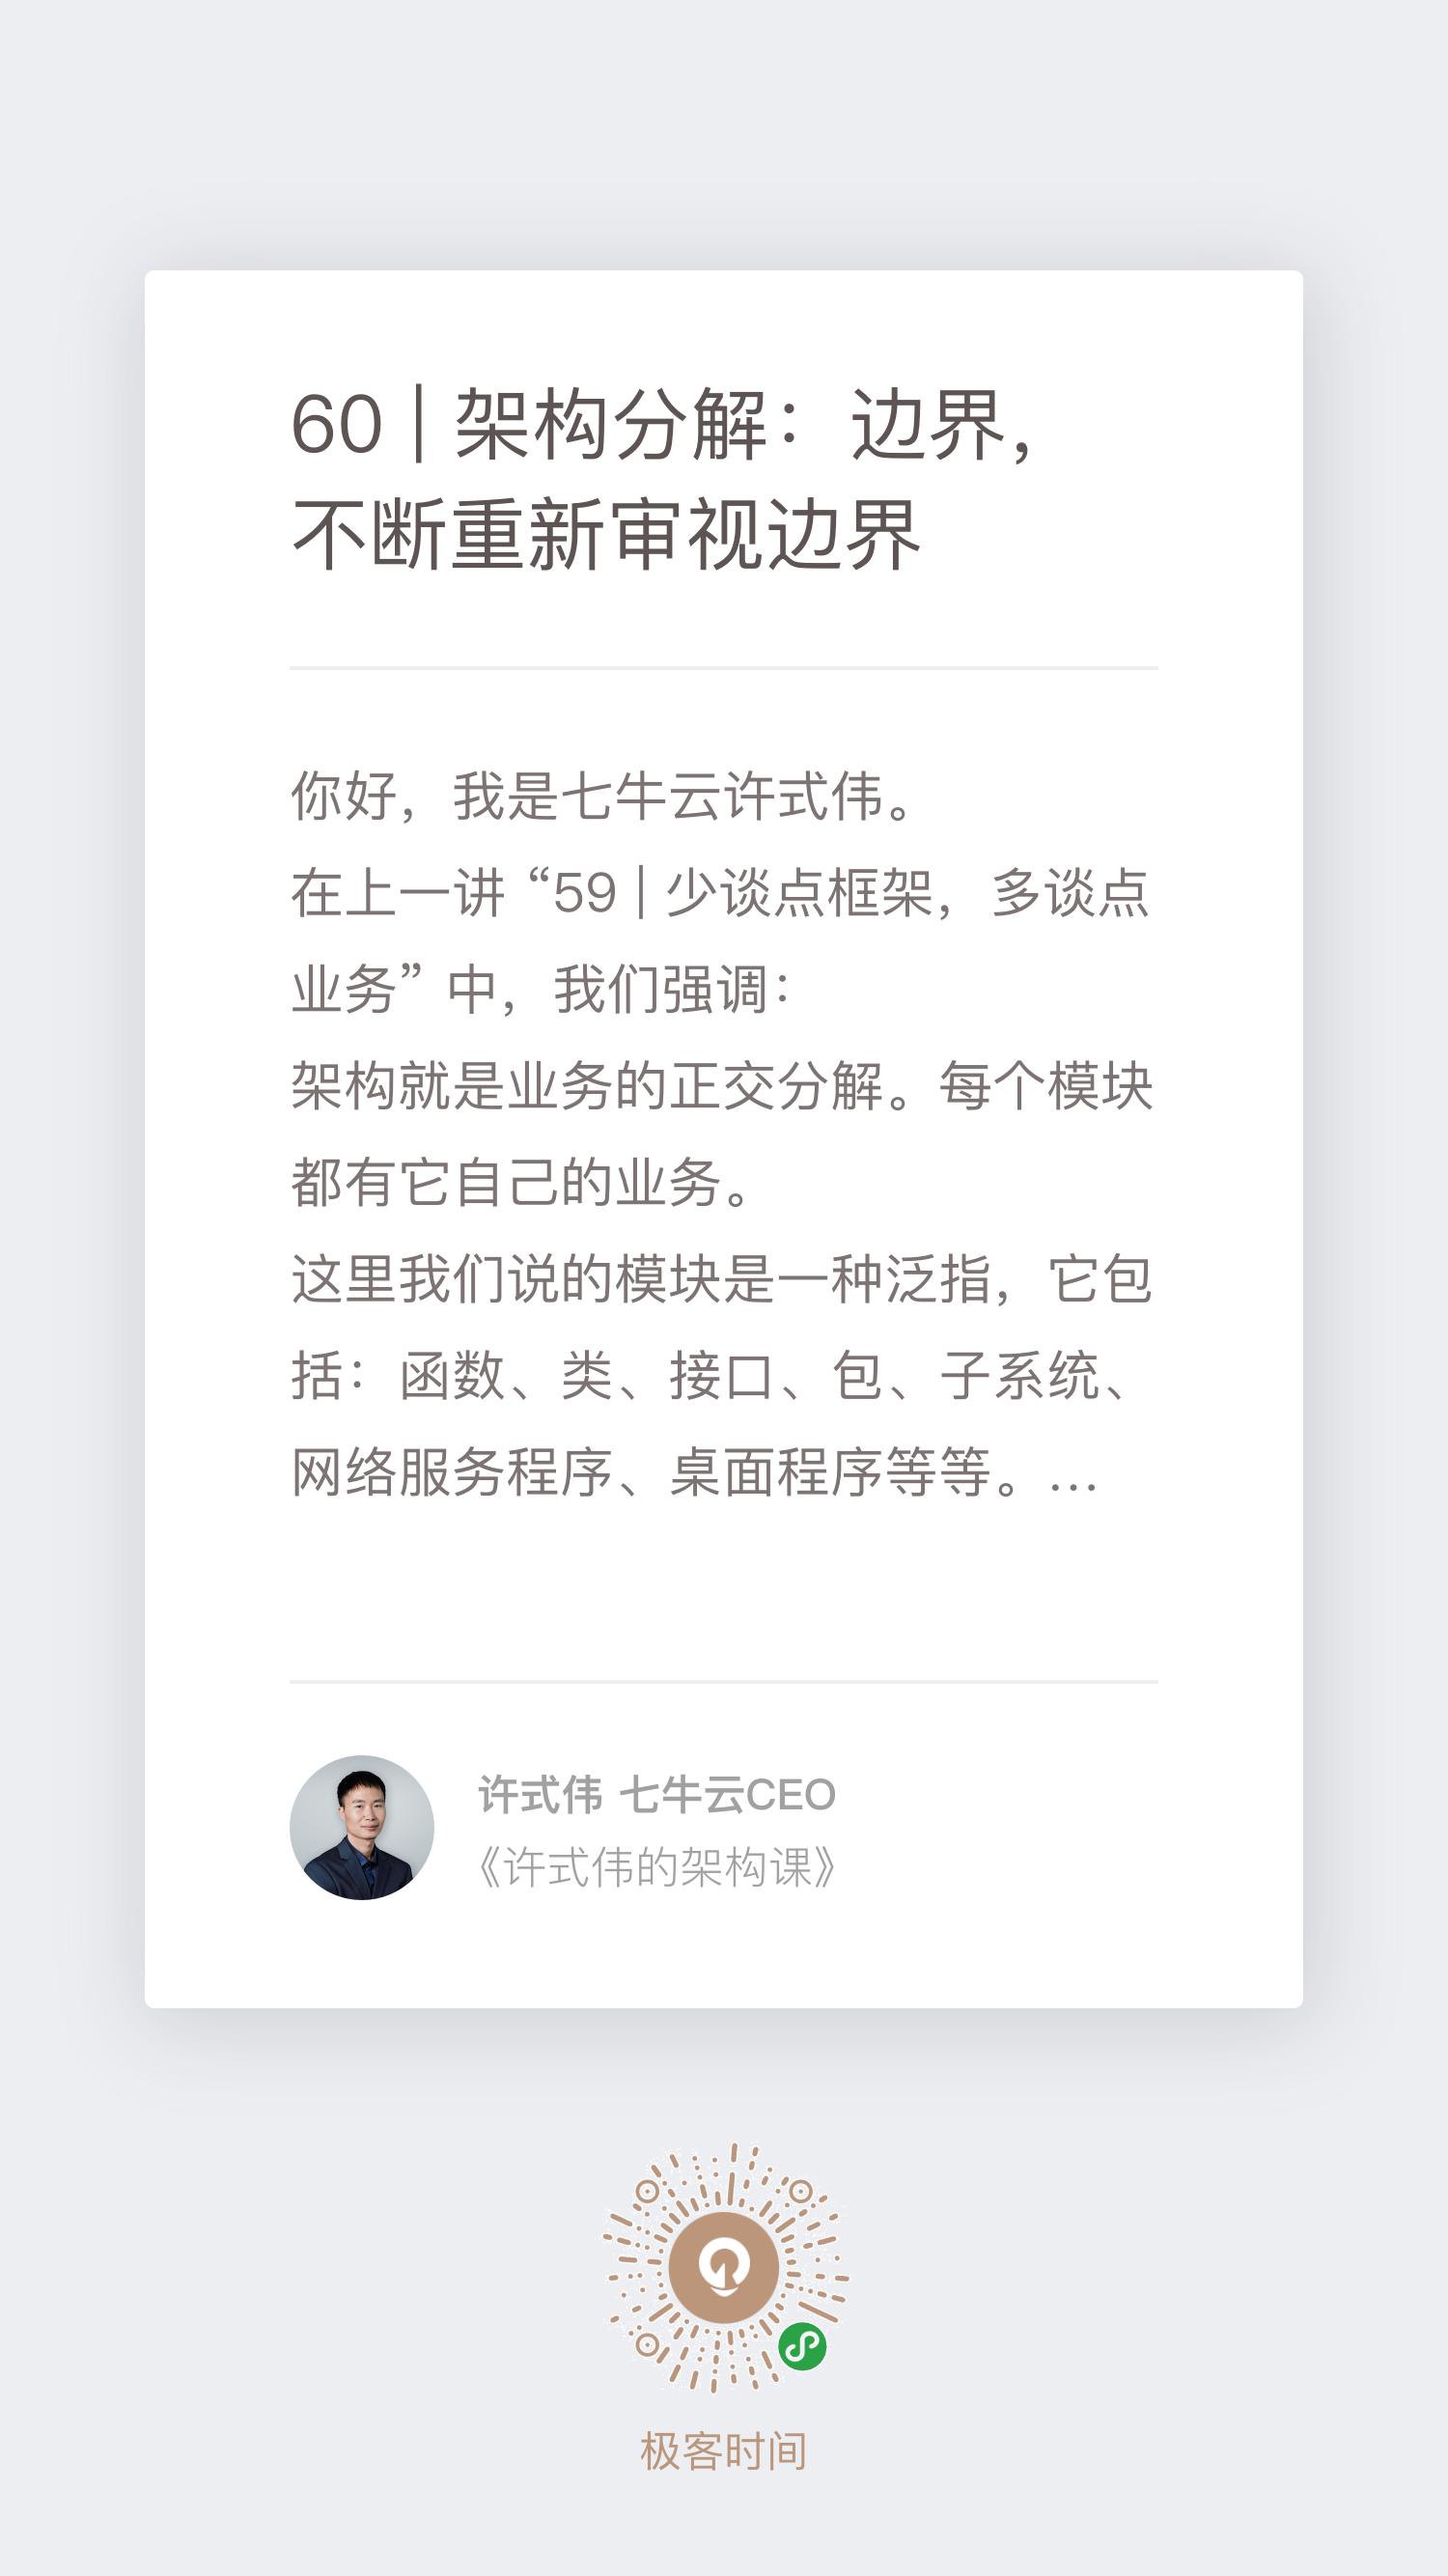 60 | 架构分解：边界，
不断重新审视边界
你好，我是七牛云许式伟。
在上一讲 “59 | 少谈点框架，多谈点
业务” 中，我们强调：
架构就是业务的正交分解。每个模块
都有它自己的业务。
这里我们说的模块是一种泛指，它包
括：函数、类、接口、包、子系统、
网络服务程序、桌面程序等等。...
许式伟 七牛云CEO
《许式伟的架构课》
极客时间